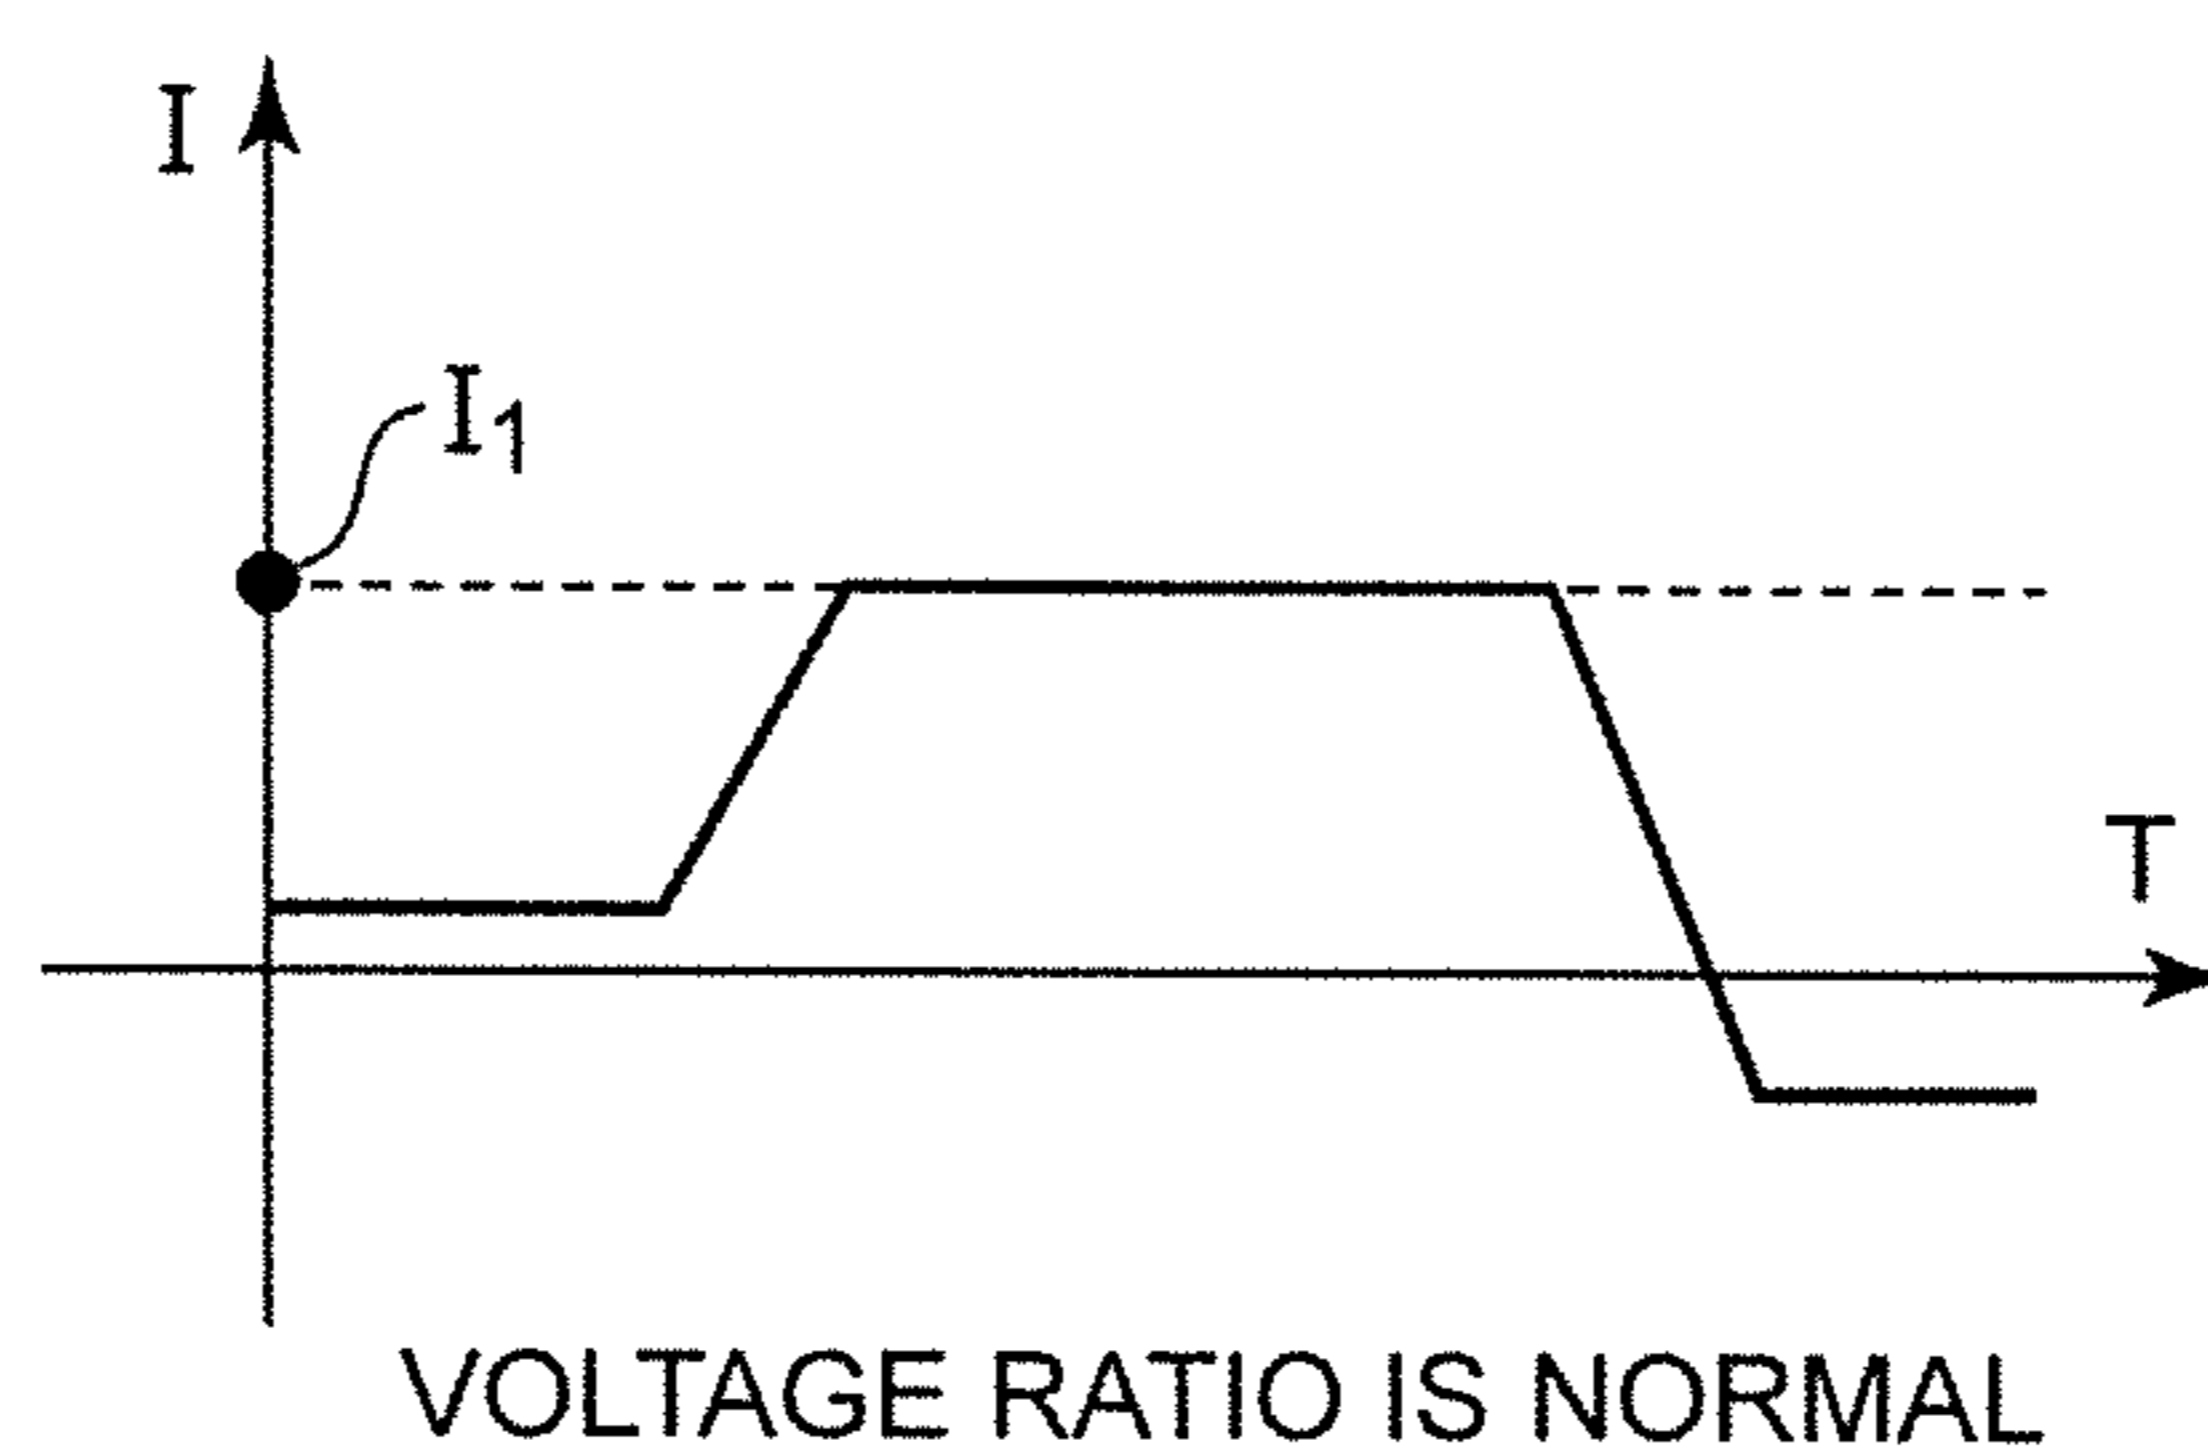 I
I₁
T
VOLTAGE RATIO IS NORMAL